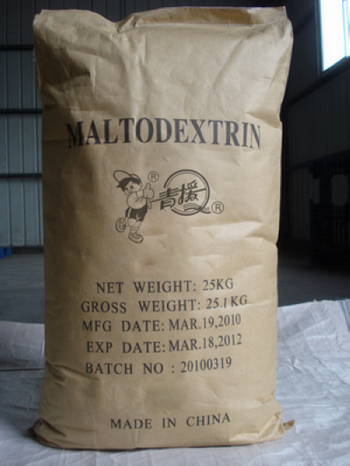 MALTODEXTRIN
® 青援 ®
NET WEIGHT: 25KG
GROSS WEIGHT: 25.1KG
MFG DATE: MAR.19,2010
EXP DATE: MAR.18,2012
BATCH NO : 20100319
MADE IN CHINA